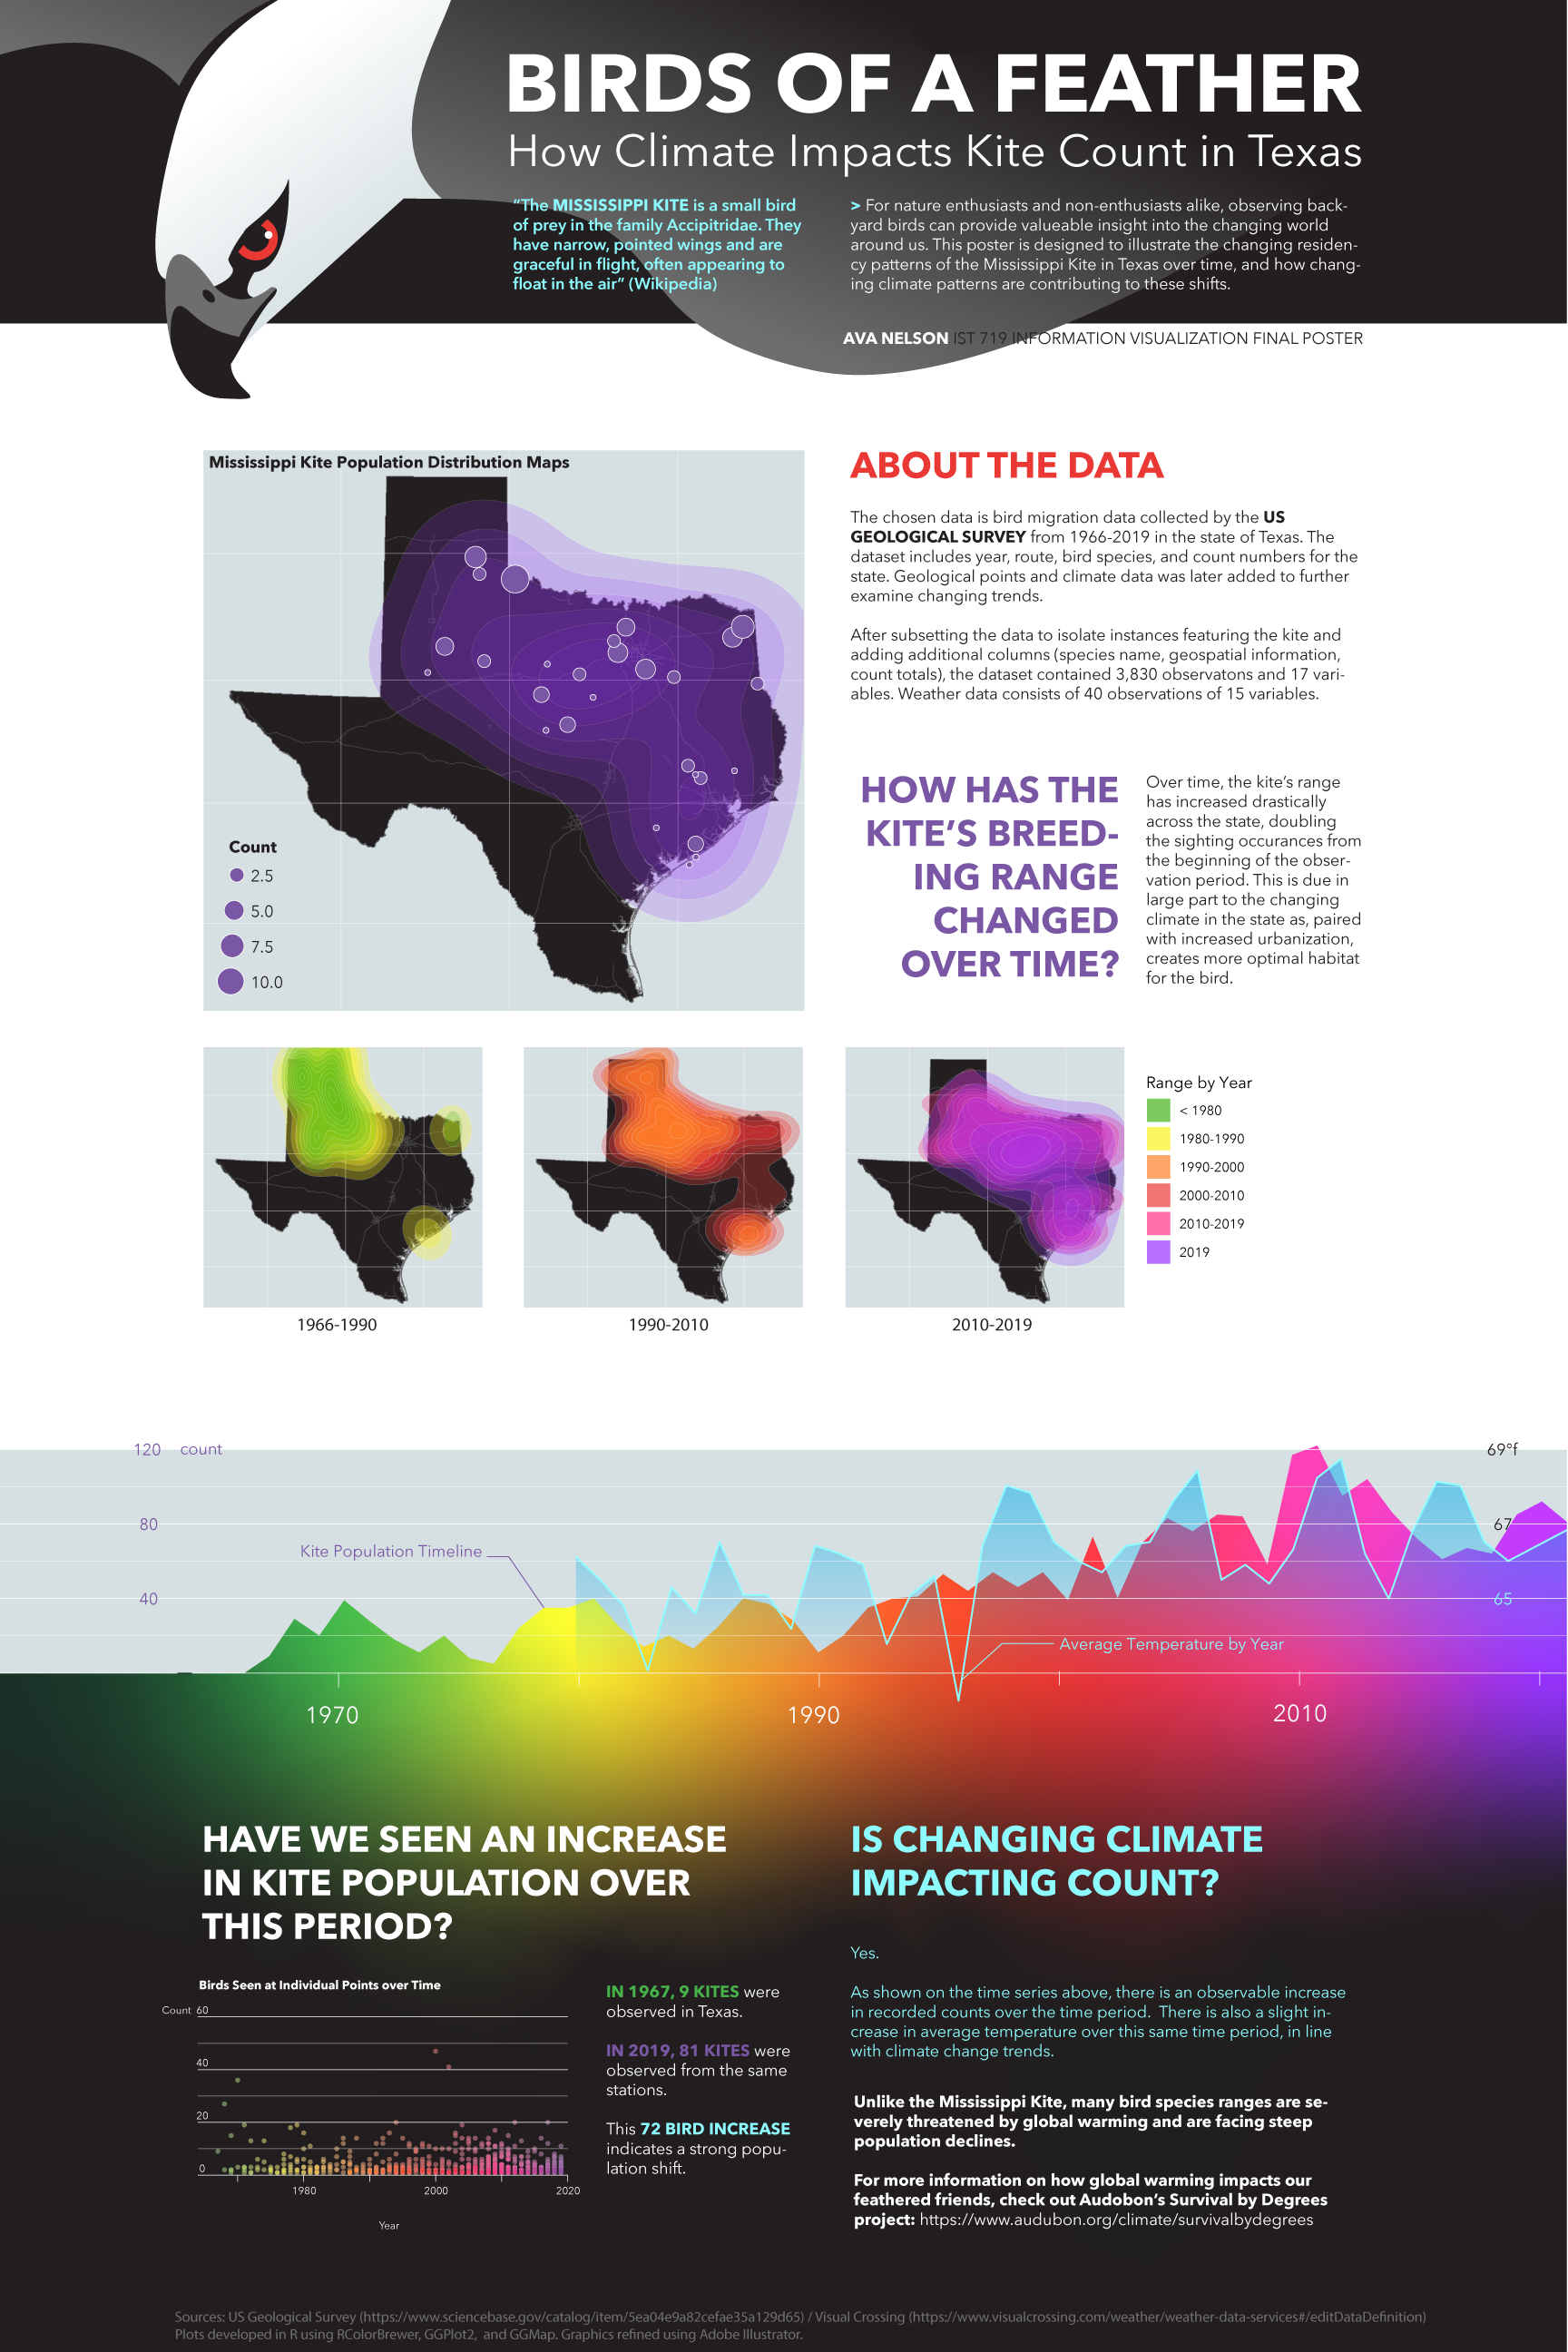 BIRDS OF A FEATHER
How Climate Impacts Kite Count in Texas
“The MISSISSIPPI KITE is a small bird
of prey in the family Accipitridae. They
have narrow, pointed wings and are
graceful in flight, often appearing to
float in the air” (Wikipedia)
> For nature enthusiasts and non-enthusiasts alike, observing back-
yard birds can provide valueable insight into the changing world
around us. This poster is designed to illustrate the changing residen-
cy patterns of the Mississippi Kite in Texas over time, and how chang-
ing climate patterns are contributing to these shifts.
AVA NELSON IST 719 INFORMATION VISUALIZATION FINAL POSTER
Mississippi Kite Population Distribution Maps
Count
2.5
5.0
7.5
10.0
ABOUT THE DATA
The chosen data is bird migration data collected by the US
GEOLOGICAL SURVEY from 1966-2019 in the state of Texas. The
dataset includes year, route, bird species, and count numbers for the
state. Geological points and climate data was later added to further
examine changing trends.
After subsetting the data to isolate instances featuring the kite and
adding additional columns (species name, geospatial information,
count totals), the dataset contained 3,830 observatons and 17 vari-
ables. Weather data consists of 40 observations of 15 variables.
HOW HAS THE
KITE’S BREED-
ING RANGE
CHANGED
OVER TIME?
Over time, the kite’s range
has increased drastically
across the state, doubling
the sighting occurances from
the beginning of the obser-
vation period. This is due in
large part to the changing
climate in the state as, paired
with increased urbanization,
creates more optimal habitat
for the bird.
1966-1990
1990-2010
2010-2019
Range by Year
< 1980
1980-1990
1990-2000
2000-2010
2010-2019
2019
120 count
80
40
69°f
67
65
Kite Population Timeline
Average Temperature by Year
1970
1990
2010
HAVE WE SEEN AN INCREASE
IN KITE POPULATION OVER
THIS PERIOD?
Birds Seen at Individual Points over Time
Count 60
40
20
0
1980
2000
2020
Year
IN 1967, 9 KITES were
observed in Texas.
IN 2019, 81 KITES were
observed from the same
stations.
This 72 BIRD INCREASE
indicates a strong popu-
lation shift.
IS CHANGING CLIMATE
IMPACTING COUNT?
Yes.
As shown on the time series above, there is an observable increase
in recorded counts over the time period. There is also a slight in-
crease in average temperature over this same time period, in line
with climate change trends.
Unlike the Mississippi Kite, many bird species ranges are se-
verely threatened by global warming and are facing steep
population declines.
For more information on how global warming impacts our
feathered friends, check out Audobon’s Survival by Degrees
project: https://www.audubon.org/climate/survivalbydegrees
Sources: US Geological Survey (https://www.sciencebase.gov/catalog/item/5ea04e9a82cefae35a129d65) / Visual Crossing (https://www.visualcrossing.com/weather/weather-data-services#/editDataDefinition)
Plots developed in R using RColorBrewer, GGPlot2, and GGMap. Graphics refined using Adobe Illustrator.